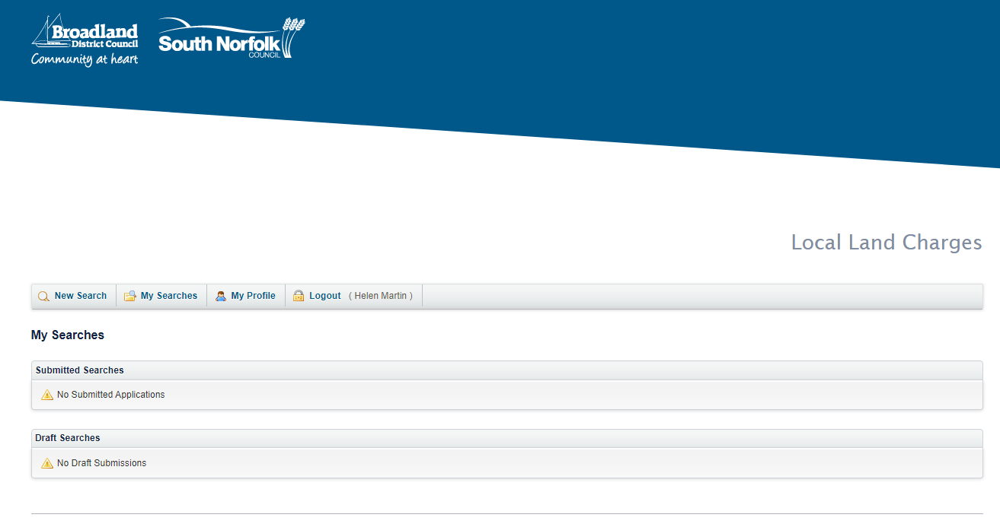 Broadland
District Council
Community at heart
South Norfolk
COUNCIL
Local Land Charges
New Search My Searches My Profile Logout ( Helen Martin )
My Searches
Submitted Searches
No Submitted Applications
Draft Searches
No Draft Submissions